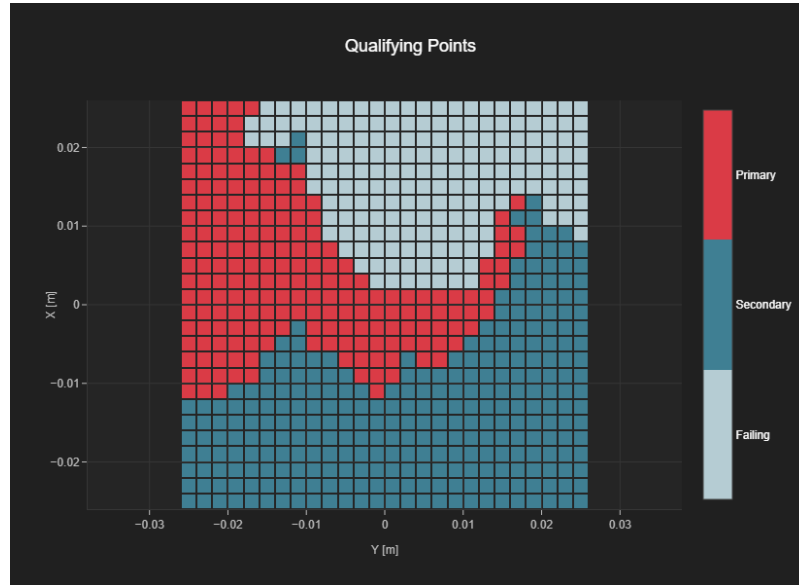 Qualifying Points
Primary
Secondary
Failing
0.02
0.01
0
−0.01
−0.02
X [m]
−0.03
−0.02
−0.01
0
0.01
0.02
0.03
Y [m]